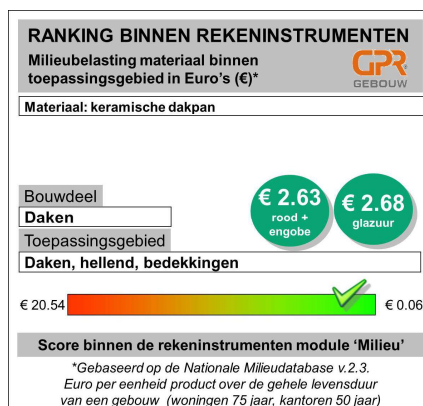 RANKING BINNEN REKENINSTRUMENTEN
Milieubelasting materiaal binnen
toepassingsgebied in Euro's (€)*
GPR
GEBOUW
Materiaal: keramische dakpan
€ 2.63
rood +
engobe
€ 2.68
glazuur
Bouwdeel
Daken
Toepassingsgebied
Daken, hellend, bedekkingen
€ 20.54
€ 0.06
Score binnen de rekeninstrumenten module ‘Milieu’
*Gebaseerd op de Nationale Milieudatabase v.2.3.
Euro per eenheid product over de gehele levensduur
van een gebouw (woningen 75 jaar, kantoren 50 jaar)